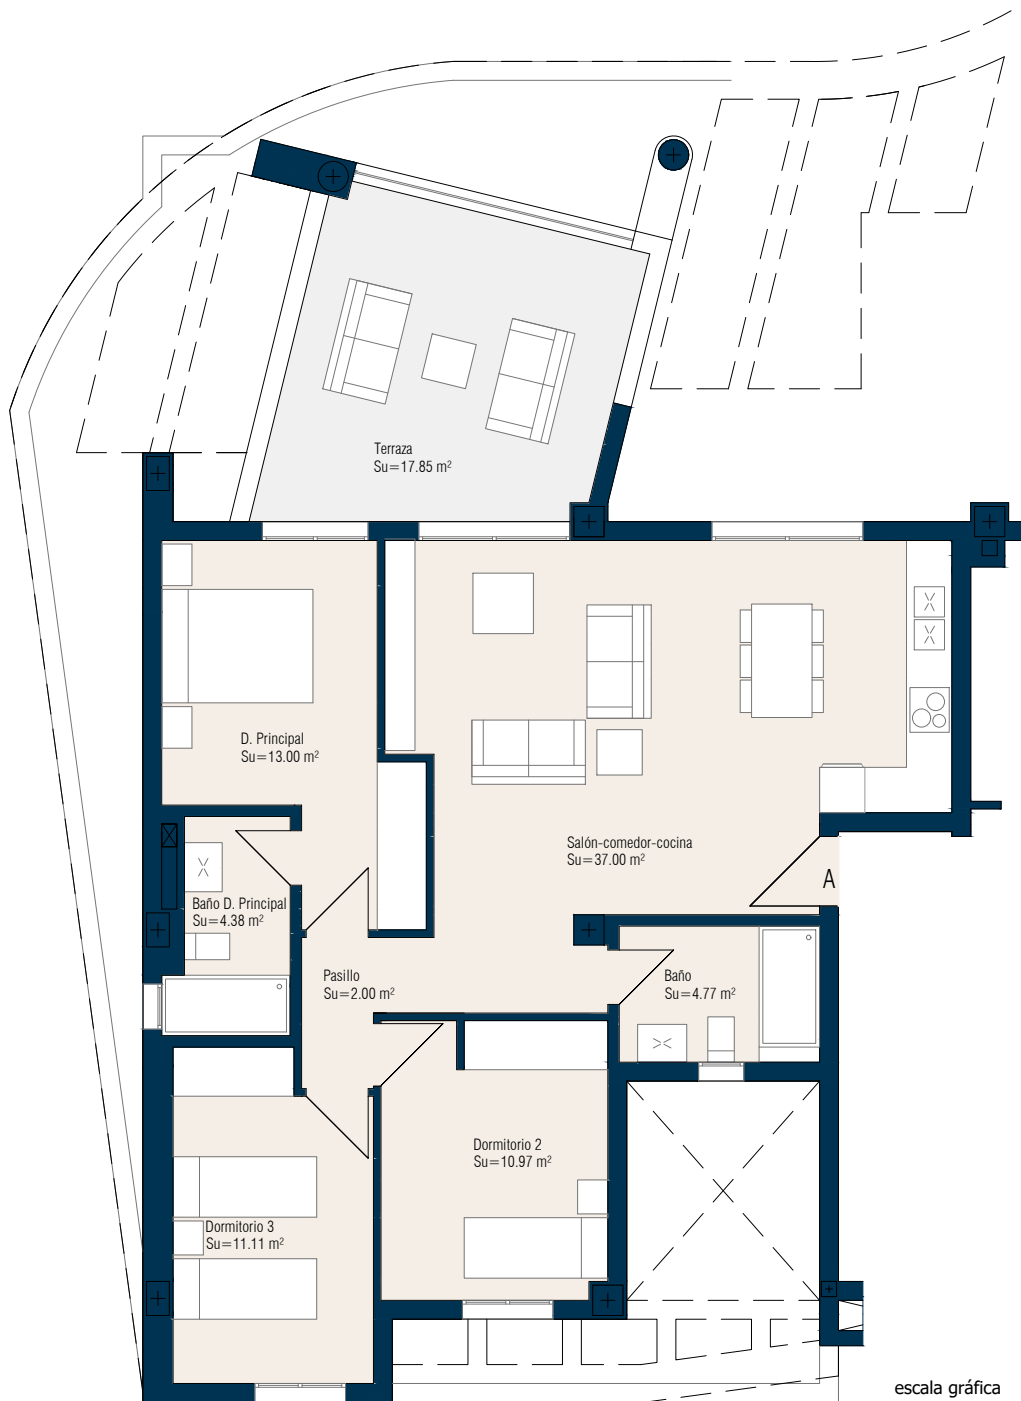 Terraza
Su=17.85 m²
D. Principal
Su=13.00 m²
Salón-comedor-cocina
Su=37.00 m²
A
Baño D. Principal
Su=4.38 m²
Pasillo
Su=2.00 m²
Baño
Su=4.77 m²
Dormitorio 2
Su=10.97 m²
Dormitorio 3
Su=11.11 m²
escala gráfica